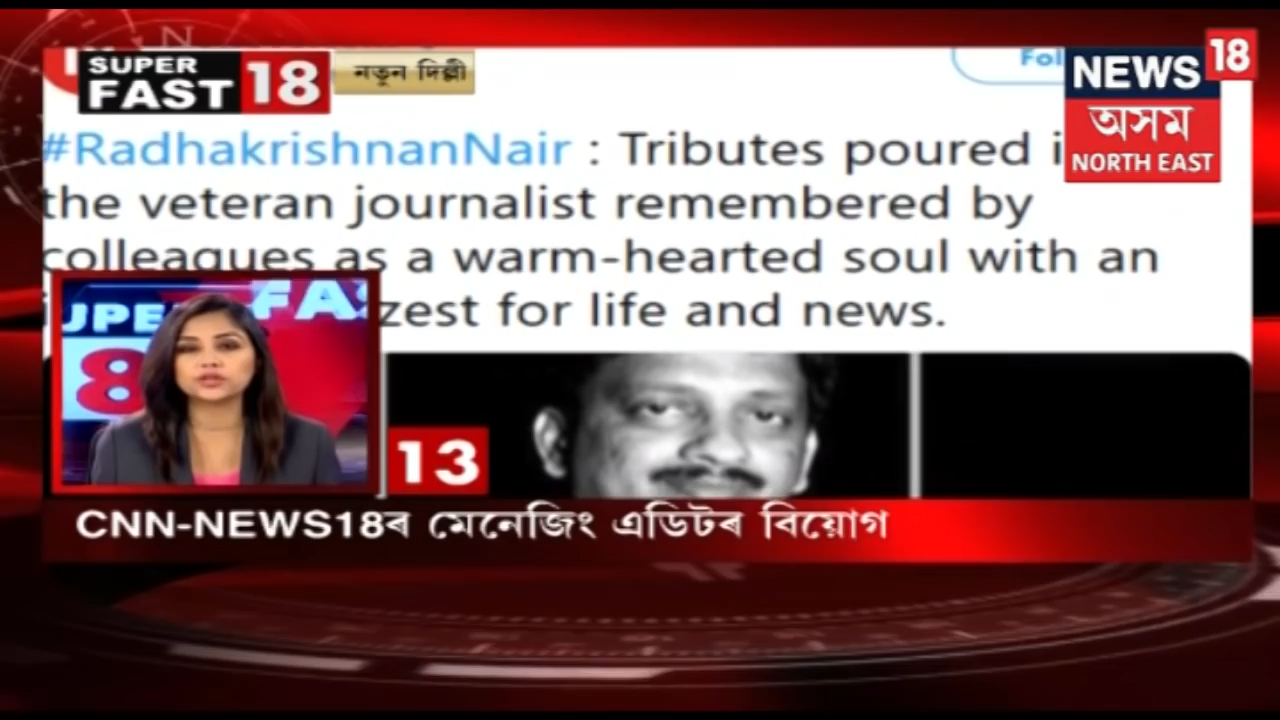 SUPER
FAST 18
নতুন দিল্লী
NEWS 18
অসম
NORTH EAST
#RadhakrishnanNair : Tributes poured
the veteran journalist remembered by
colleagues as a warm-hearted soul with an
zest for life and news.
13
CNN-NEWS18ৰ মেনেজিং এডিটৰ বিয়োগ